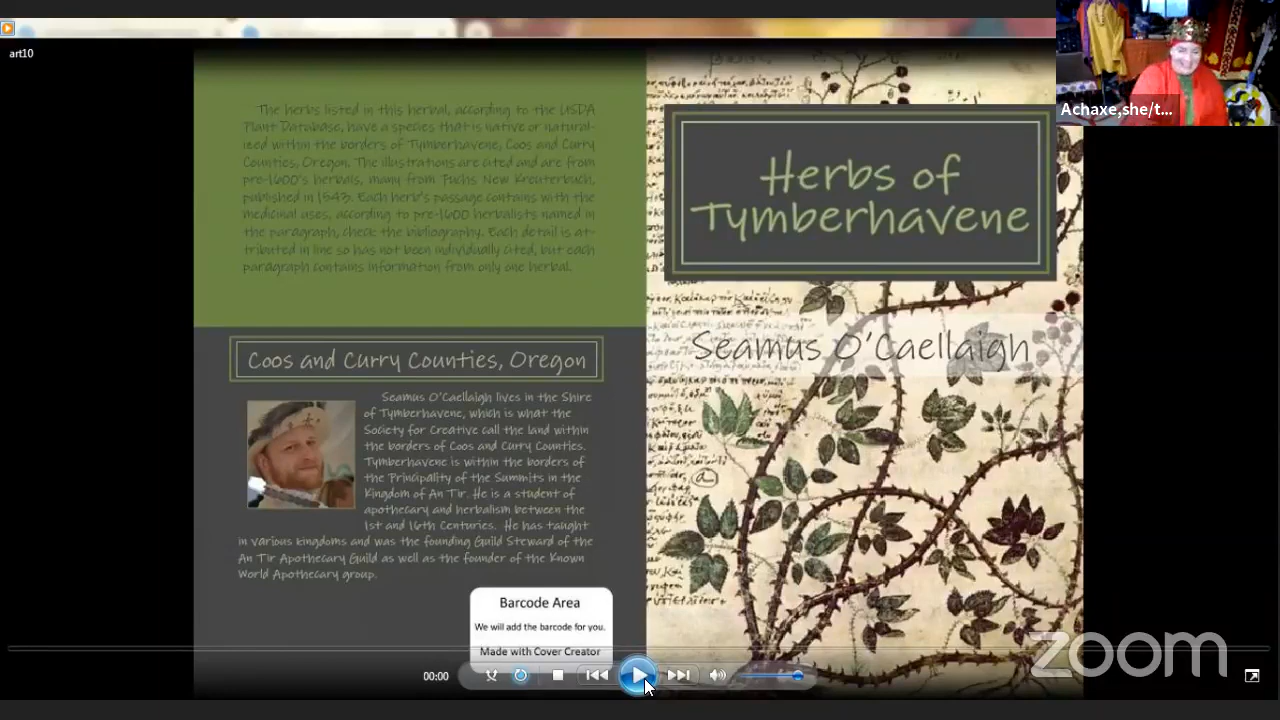 art10
Achaxe,she/t...
The herbs listed in this herbal, according to the USDA
Plant Database, have a species that is native or natural-
ized within the borders of Tymberhavene, Coos and Curry
Counties, Oregon. The illustrations are cited and are from
pre-1600's herbals, many from Fuchs New Kreuterbuch,
published in 1543. Each herb's passage contains with the
medicinal uses, according to pre-1600 herbalists named in
the paragraph, check the bibliography. Each detail is at-
tributed in line so has not been individually cited, but each
paragraph contains information from only one herbal.
Coos and Curry Counties, Oregon
Seamus O'Caellaigh lives in the Shire
of Tymberhavene, which is what the
Society for Creative call the land within
the borders of Coos and Curry Counties.
Tymberhavene is within the borders of
the Principality of the Summits in the
Kingdom of An Tir. He is a student of
apothecary and herbalism between the
1st and 16th Centuries. He has taught
in various kingdoms and was the founding Guild Steward of the
An Tir Apothecary Guild as well as the founder of the Known
World Apothecary group.
Barcode Area
We will add the barcode for you.
Made with Cover Creator
Herbs of
Tymberhavene
Seamus O'Caellaigh
00:00
zoom